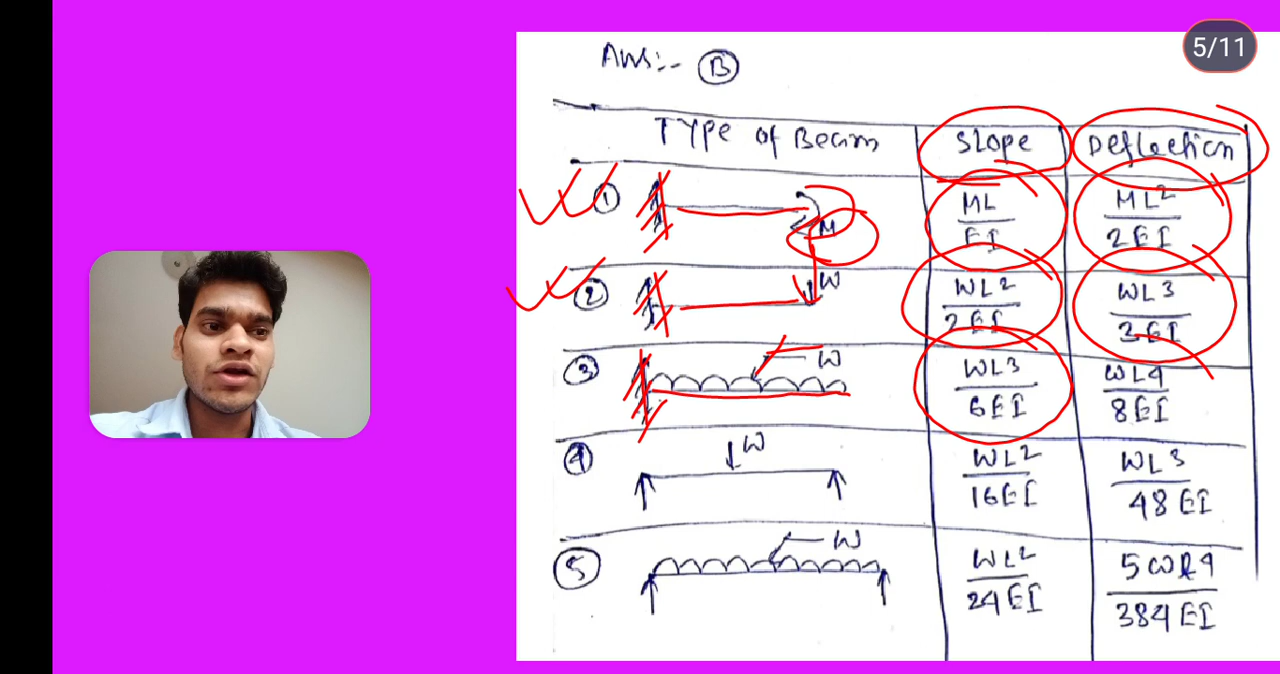 5/11
Ans:- B
Type of Beam Slope Deflection
1 M ML/EI ML²/2EI
2 W WL2/2EI WL3/3EI
3 W WL3/6EI WL4/8EI
4 W WL2/16EI WL3/48EI
5 W WL2/24EI 5WL4/384EI